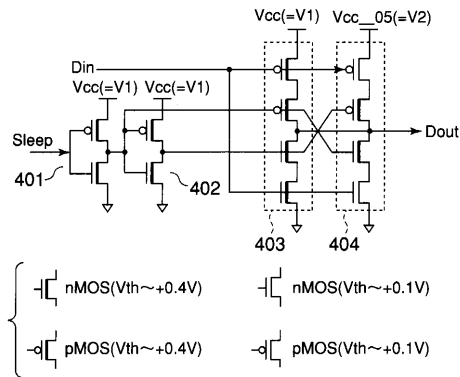 Vcc(=V1) Vcc_05(=V2)
Din
Vcc(=V1) Vcc(=V1)
Sleep
Dout
401
402
403 404
nMOS(Vth～+0.4V) nMOS(Vth～+0.1V)
pMOS(Vth～+0.4V) pMOS(Vth～+0.1V)